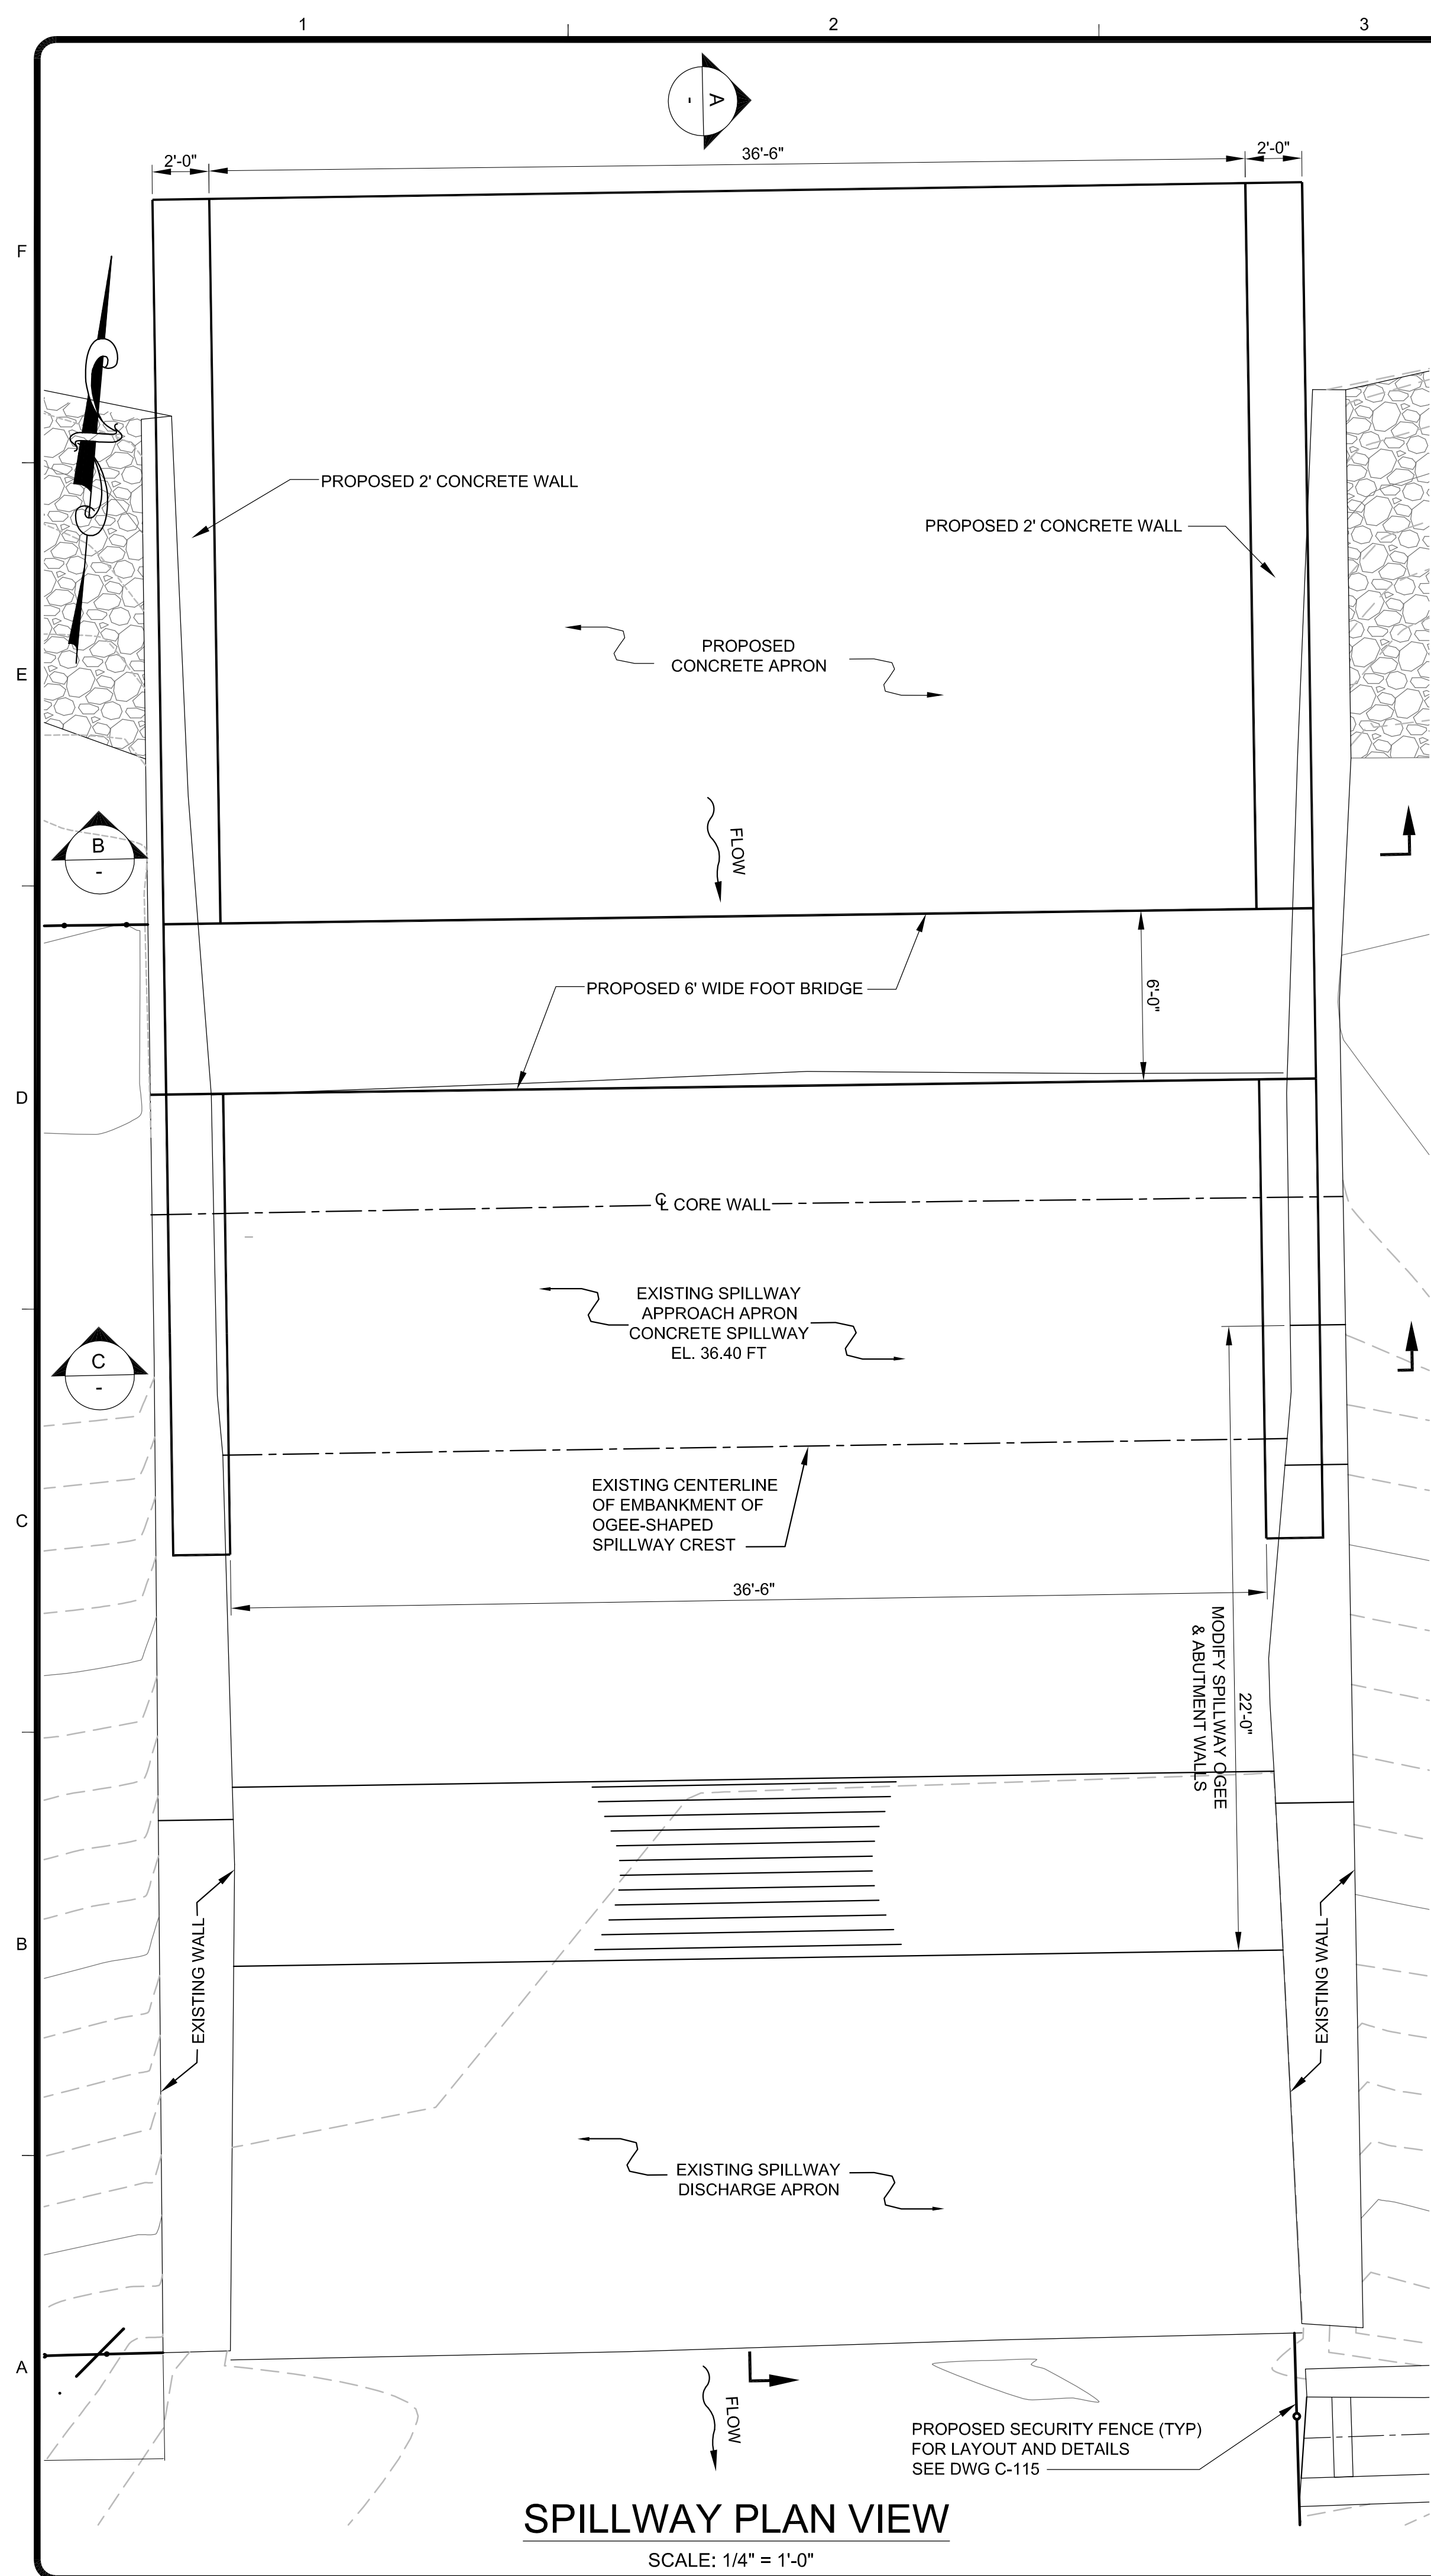 1
2
3
A
-
2'-0"
36'-6"
2'-0"
F
PROPOSED 2' CONCRETE WALL
PROPOSED 2' CONCRETE WALL
PROPOSED
CONCRETE APRON
E
FLOW
B
-
PROPOSED 6' WIDE FOOT BRIDGE
6'-0"
D
℄ CORE WALL
EXISTING SPILLWAY
APPROACH APRON
CONCRETE SPILLWAY
EL. 36.40 FT
C
-
EXISTING CENTERLINE
OF EMBANKMENT OF
OGEE-SHAPED
SPILLWAY CREST
C
36'-6"
MODIFY SPILLWAY OGEE
& ABUTMENT WALLS
22'-0"
B
EXISTING WALL
EXISTING WALL
EXISTING SPILLWAY
DISCHARGE APRON
A
FLOW
PROPOSED SECURITY FENCE (TYP)
FOR LAYOUT AND DETAILS
SEE DWG C-115
SPILLWAY PLAN VIEW
SCALE: 1/4" = 1'-0"